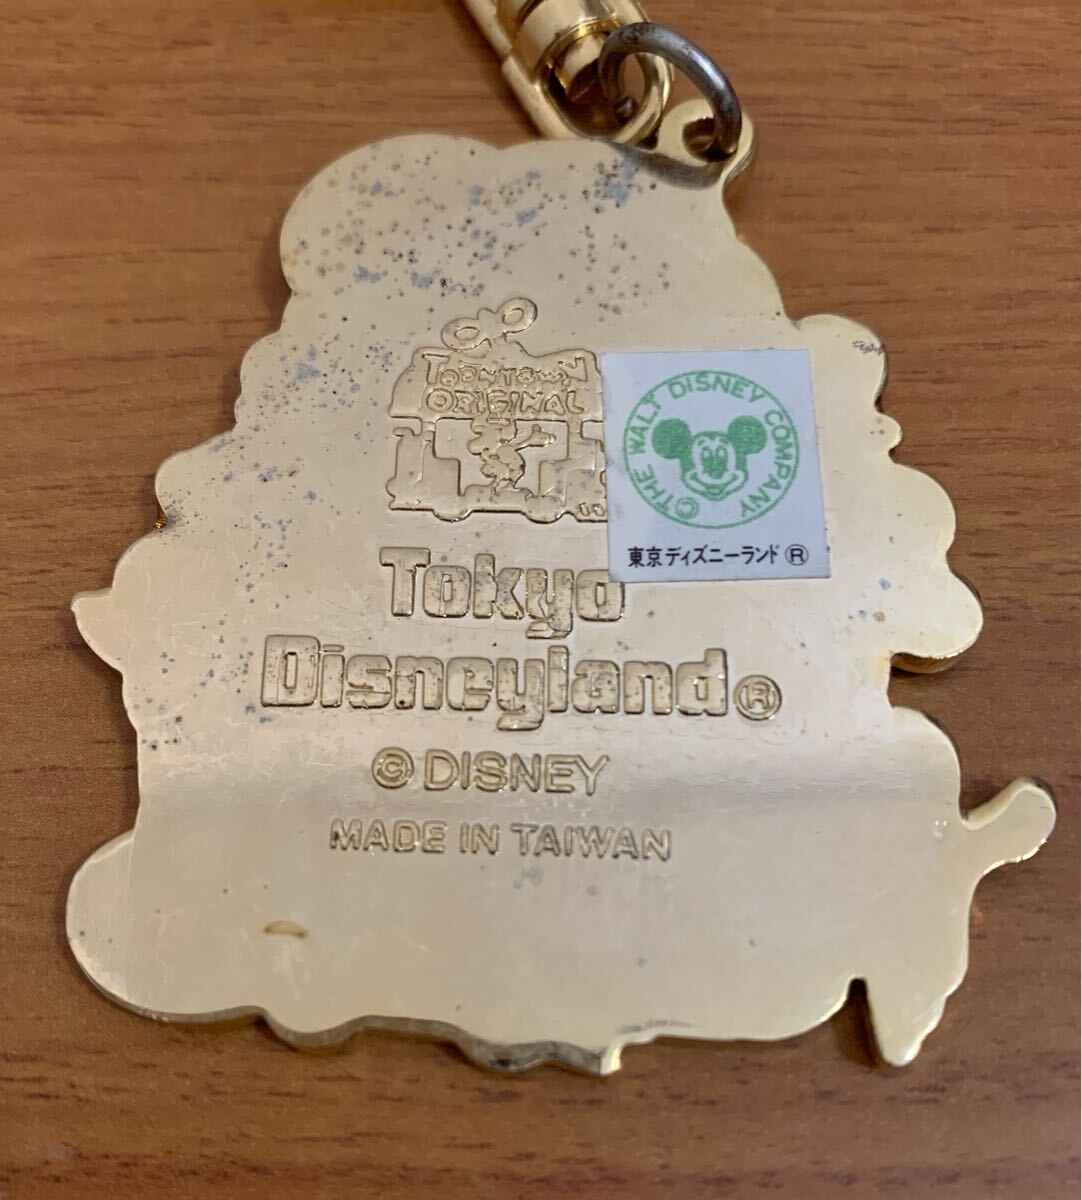 TOONTOWN
ORIGINAL
© THE WALT DISNEY COMPANY
東京ディズニーランド®
Tokyo
Disneyland®
© DISNEY
MADE IN TAIWAN